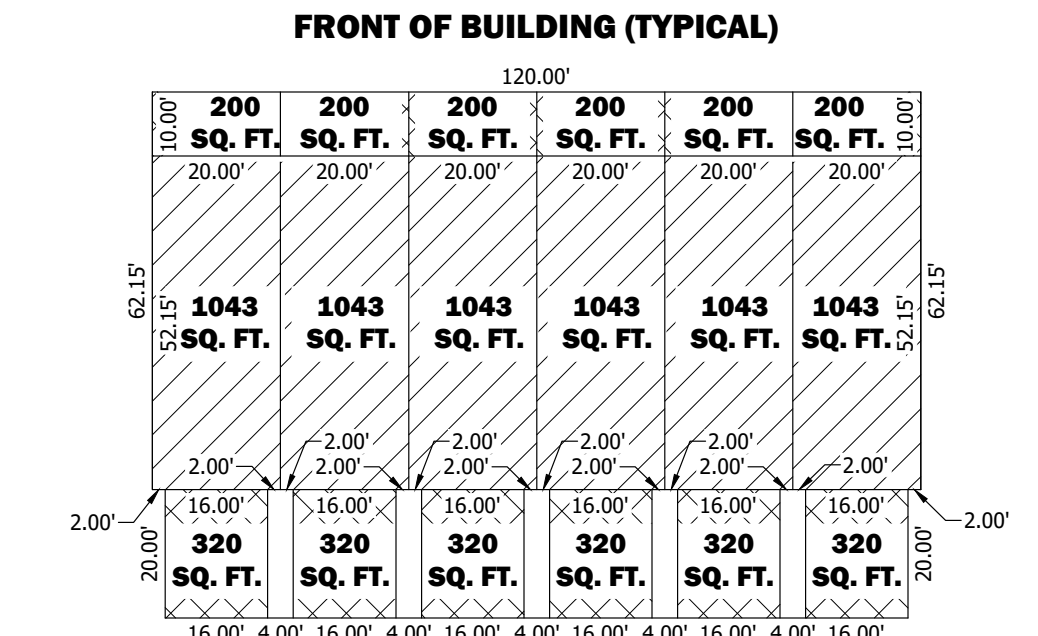 FRONT OF BUILDING (TYPICAL)
120.00'
10.00' 200 200 200 200 200 200 10.00'
SQ. FT. SQ. FT. SQ. FT. SQ. FT. SQ. FT. SQ. FT.
20.00' 20.00' 20.00' 20.00' 20.00' 20.00'
62.15' 52.15' 1043 1043 1043 1043 1043 1043 52.15' 62.15'
SQ. FT. SQ. FT. SQ. FT. SQ. FT. SQ. FT. SQ. FT.
2.00' 2.00' 2.00' 2.00'
2.00' 2.00' 2.00' 2.00' 2.00' 2.00'
16.00' 16.00' 16.00' 16.00' 16.00' 16.00'
2.00' 2.00'
20.00' 320 320 320 320 320 320 20.00'
SQ. FT. SQ. FT. SQ. FT. SQ. FT. SQ. FT. SQ. FT.
16.00' 4.00' 16.00' 4.00' 16.00' 4.00' 16.00' 4.00' 16.00' 4.00' 16.00'